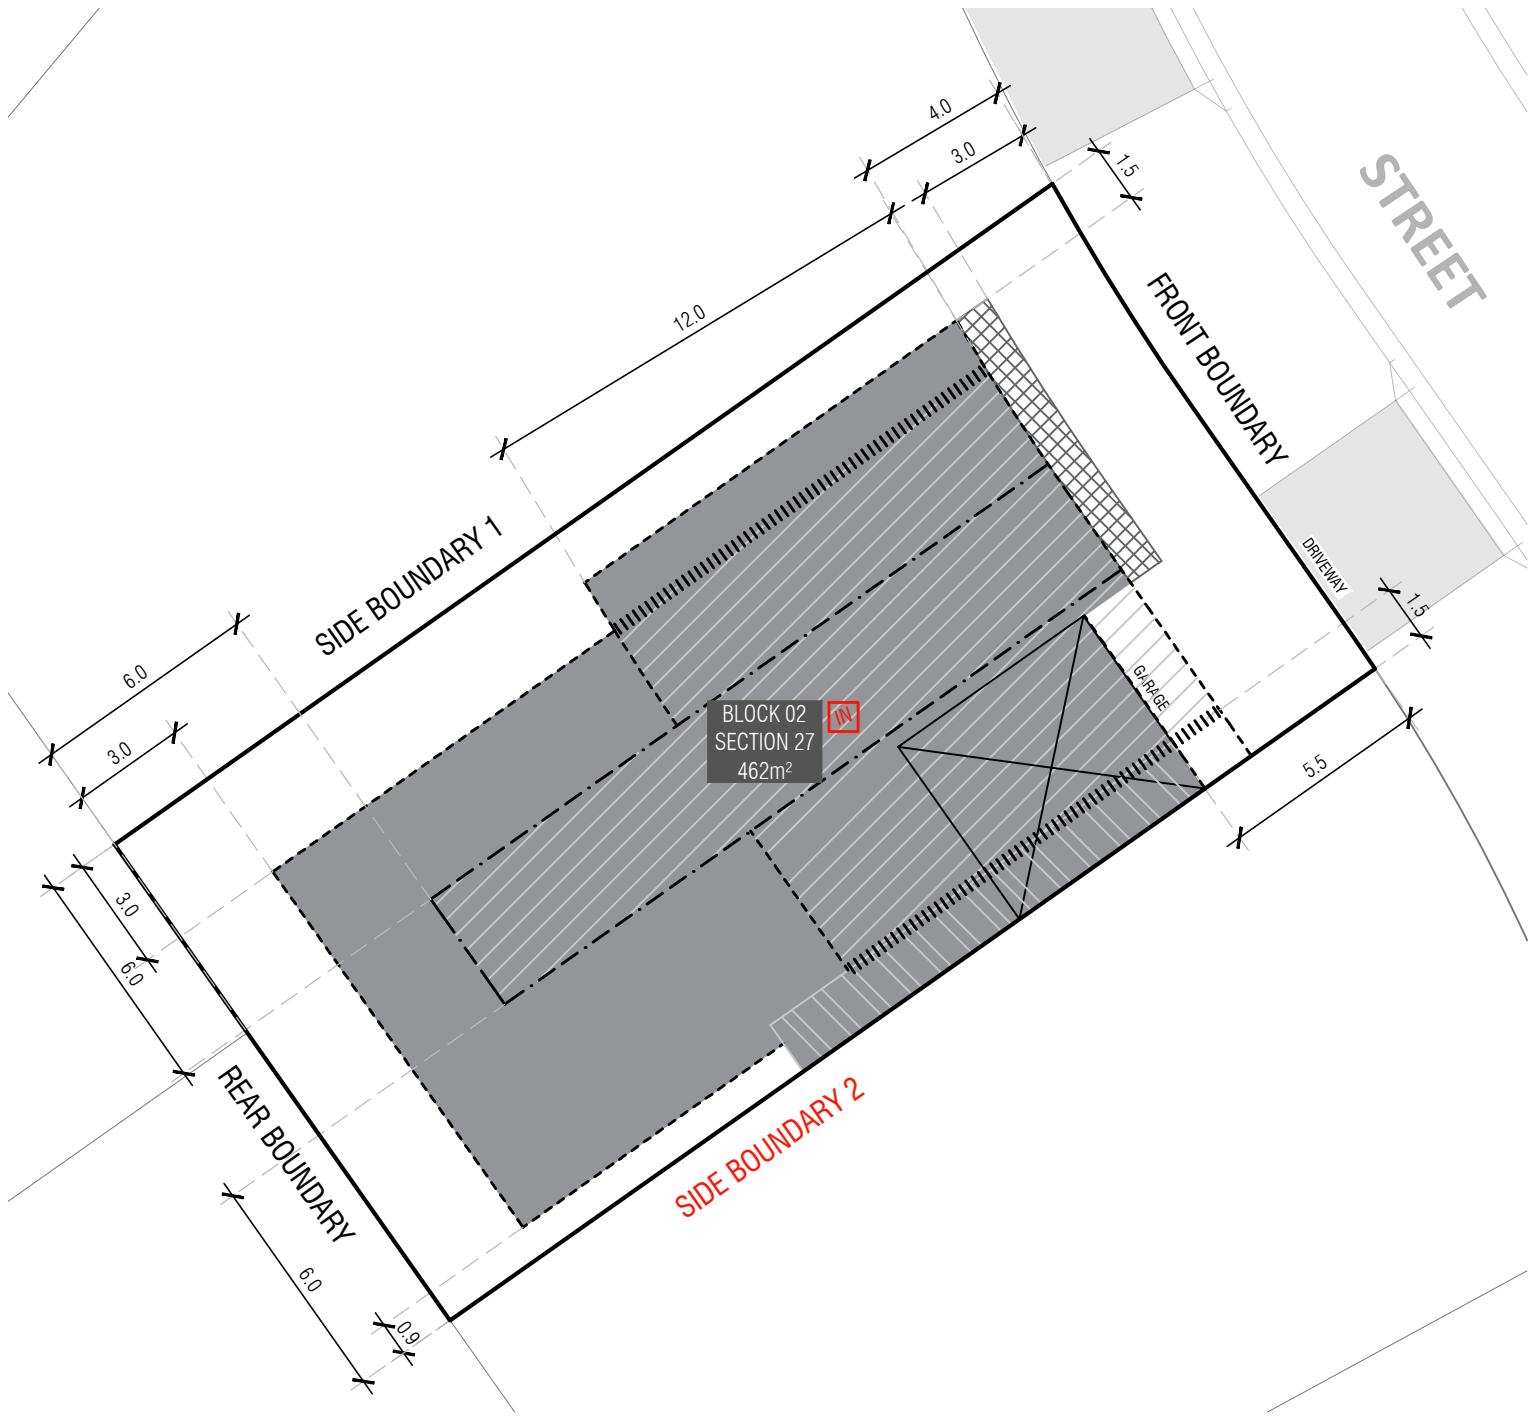 4.0
3.0
1.5
STREET
12.0
FRONT BOUNDARY
SIDE BOUNDARY 1
DRIVEWAY
1.5
6.0
3.0
GARAGE
BLOCK 02
SECTION 27
462m²
IN
5.5
3.0
6.0
REAR BOUNDARY
SIDE BOUNDARY 2
6.0
0.9